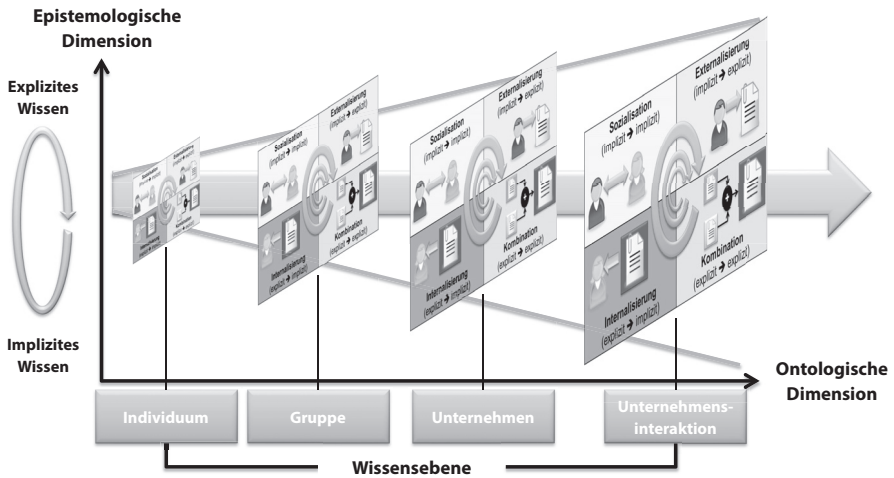 Epistemologische
Dimension
Explizites
Wissen
Implizites
Wissen
Sozialisation
(implizit → implizit)
Externalisierung
(implizit → explizit)
Internalisierung
(explizit → implizit)
Kombination
(explizit → explizit)
Sozialisation
(implizit → implizit)
Externalisierung
(implizit → explizit)
Internalisierung
(explizit → implizit)
Kombination
(explizit → explizit)
Sozialisation
(implizit → implizit)
Externalisierung
(implizit → explizit)
Internalisierung
(explizit → implizit)
Kombination
(explizit → explizit)
Ontologische
Dimension
Individuum
Gruppe
Unternehmen
Unternehmens-
interaktion
Wissensebene